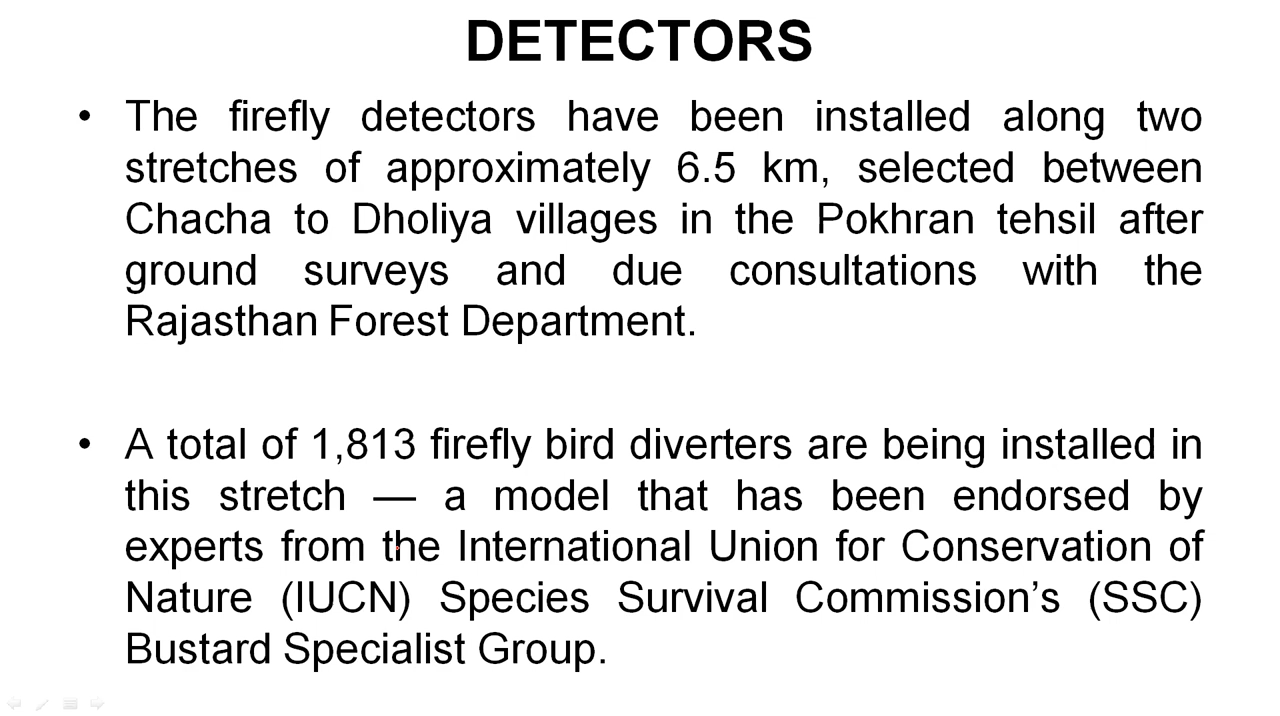 DETECTORS
• The firefly detectors have been installed along two
stretches of approximately 6.5 km, selected between
Chacha to Dholiya villages in the Pokhran tehsil after
ground surveys and due consultations with the
Rajasthan Forest Department.
• A total of 1,813 firefly bird diverters are being installed in
this stretch — a model that has been endorsed by
experts from the International Union for Conservation of
Nature (IUCN) Species Survival Commission’s (SSC)
Bustard Specialist Group.